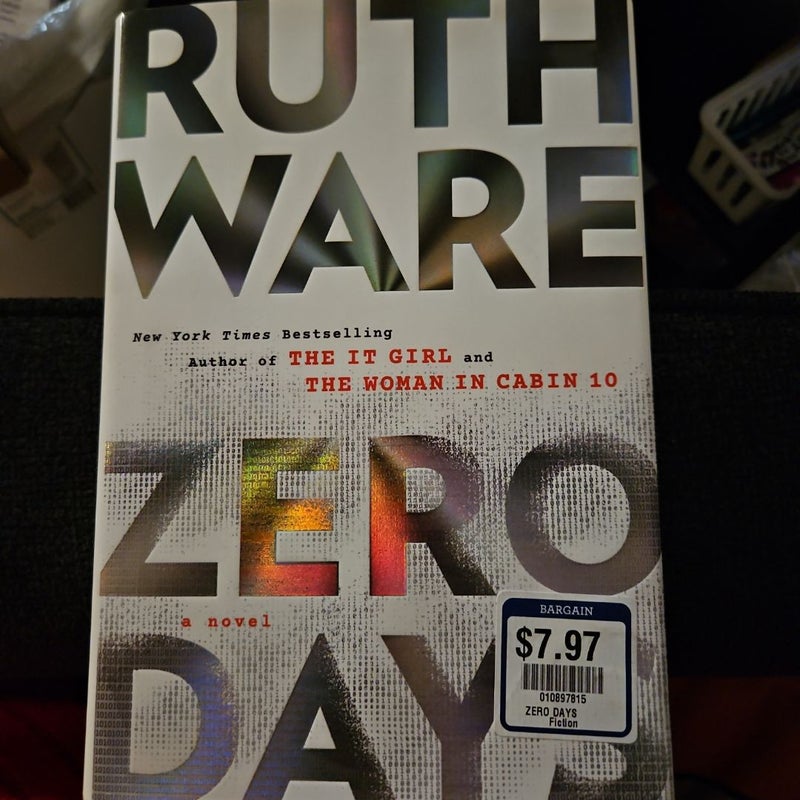 RUTH
WARE
New York Times Bestselling
Author of THE IT GIRL and
THE WOMAN IN CABIN 10
ZERO
a novel
DAYS
BARGAIN
$7.97
010897815
ZERO DAYS
Fiction